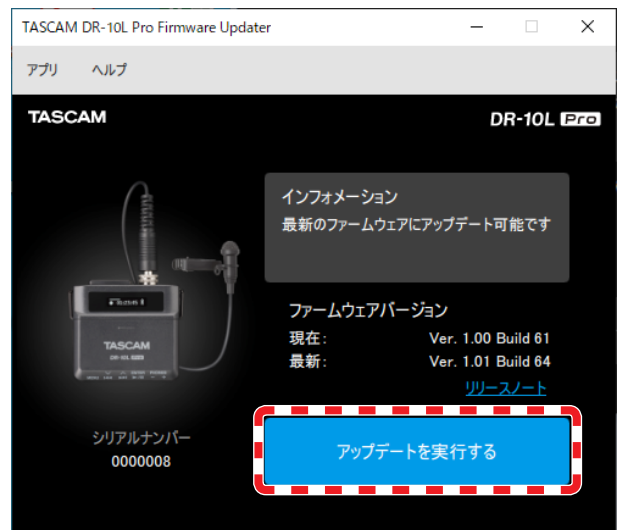 TASCAM DR-10L Pro Firmware Updater
アプリ ヘルプ
TASCAM
DR-10L Pro
インフォメーション
最新のファームウェアにアップデート可能です
TASCAM
ファームウェアバージョン
現在: Ver. 1.00 Build 61
最新: Ver. 1.01 Build 64
リリースノート
シリアルナンバー
0000008
アップデートを実行する